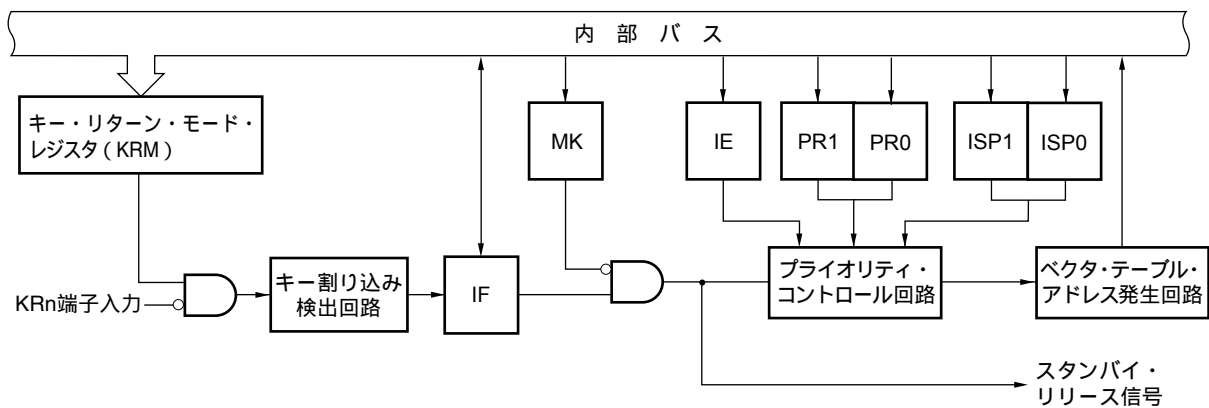 内 部 バ ス
キー・リターン・モード・
レジスタ（KRM）
MK
IE
PR1
PR0
ISP1
ISP0
KRn端子入力
キー割り込み
検出回路
IF
プライオリティ・
コントロール回路
ベクタ・テーブル・
アドレス発生回路
スタンバイ・
リリース信号